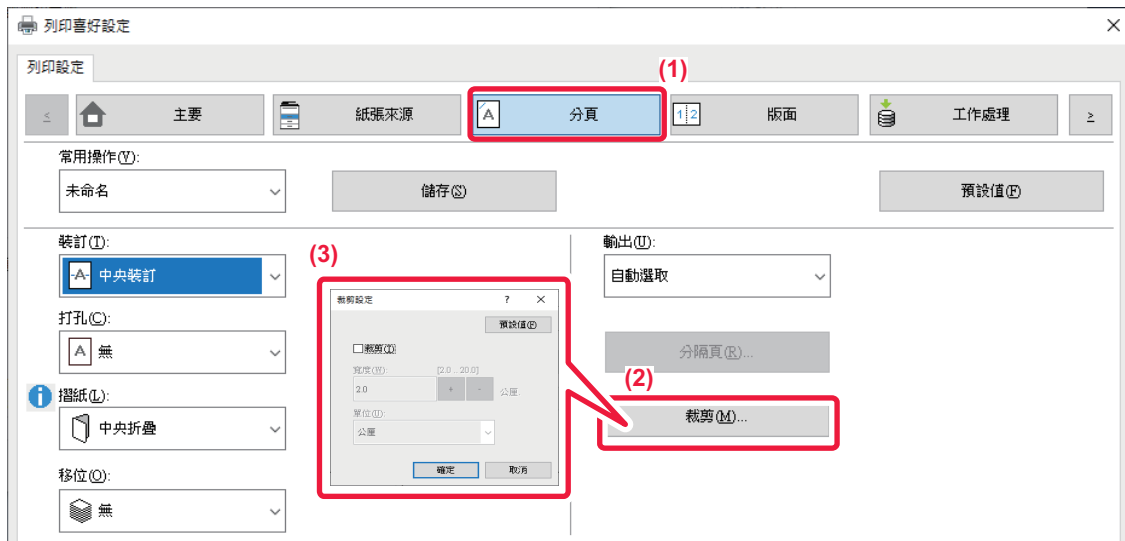 列印喜好設定
列印設定
(1)
≤ 主要 紙張來源 A 分頁 1 2 版面 工作處理 ≥
常用操作(Y):
未命名 儲存(S) 預設值(F)
裝訂(T): (3) 輸出(U):
-A- 中央裝訂 自動選取
裁剪設定 ? ×
預設值(F)
打孔(C):
A 無 分隔頁(R)...
裁剪(T)
寬度(W): [2.0...20.0]
2.0 + - 公厘.
(2)
摺紙(L):
單位(U):
中央折疊 裁剪(M)...
公厘
確定 取消
移位(O):
無